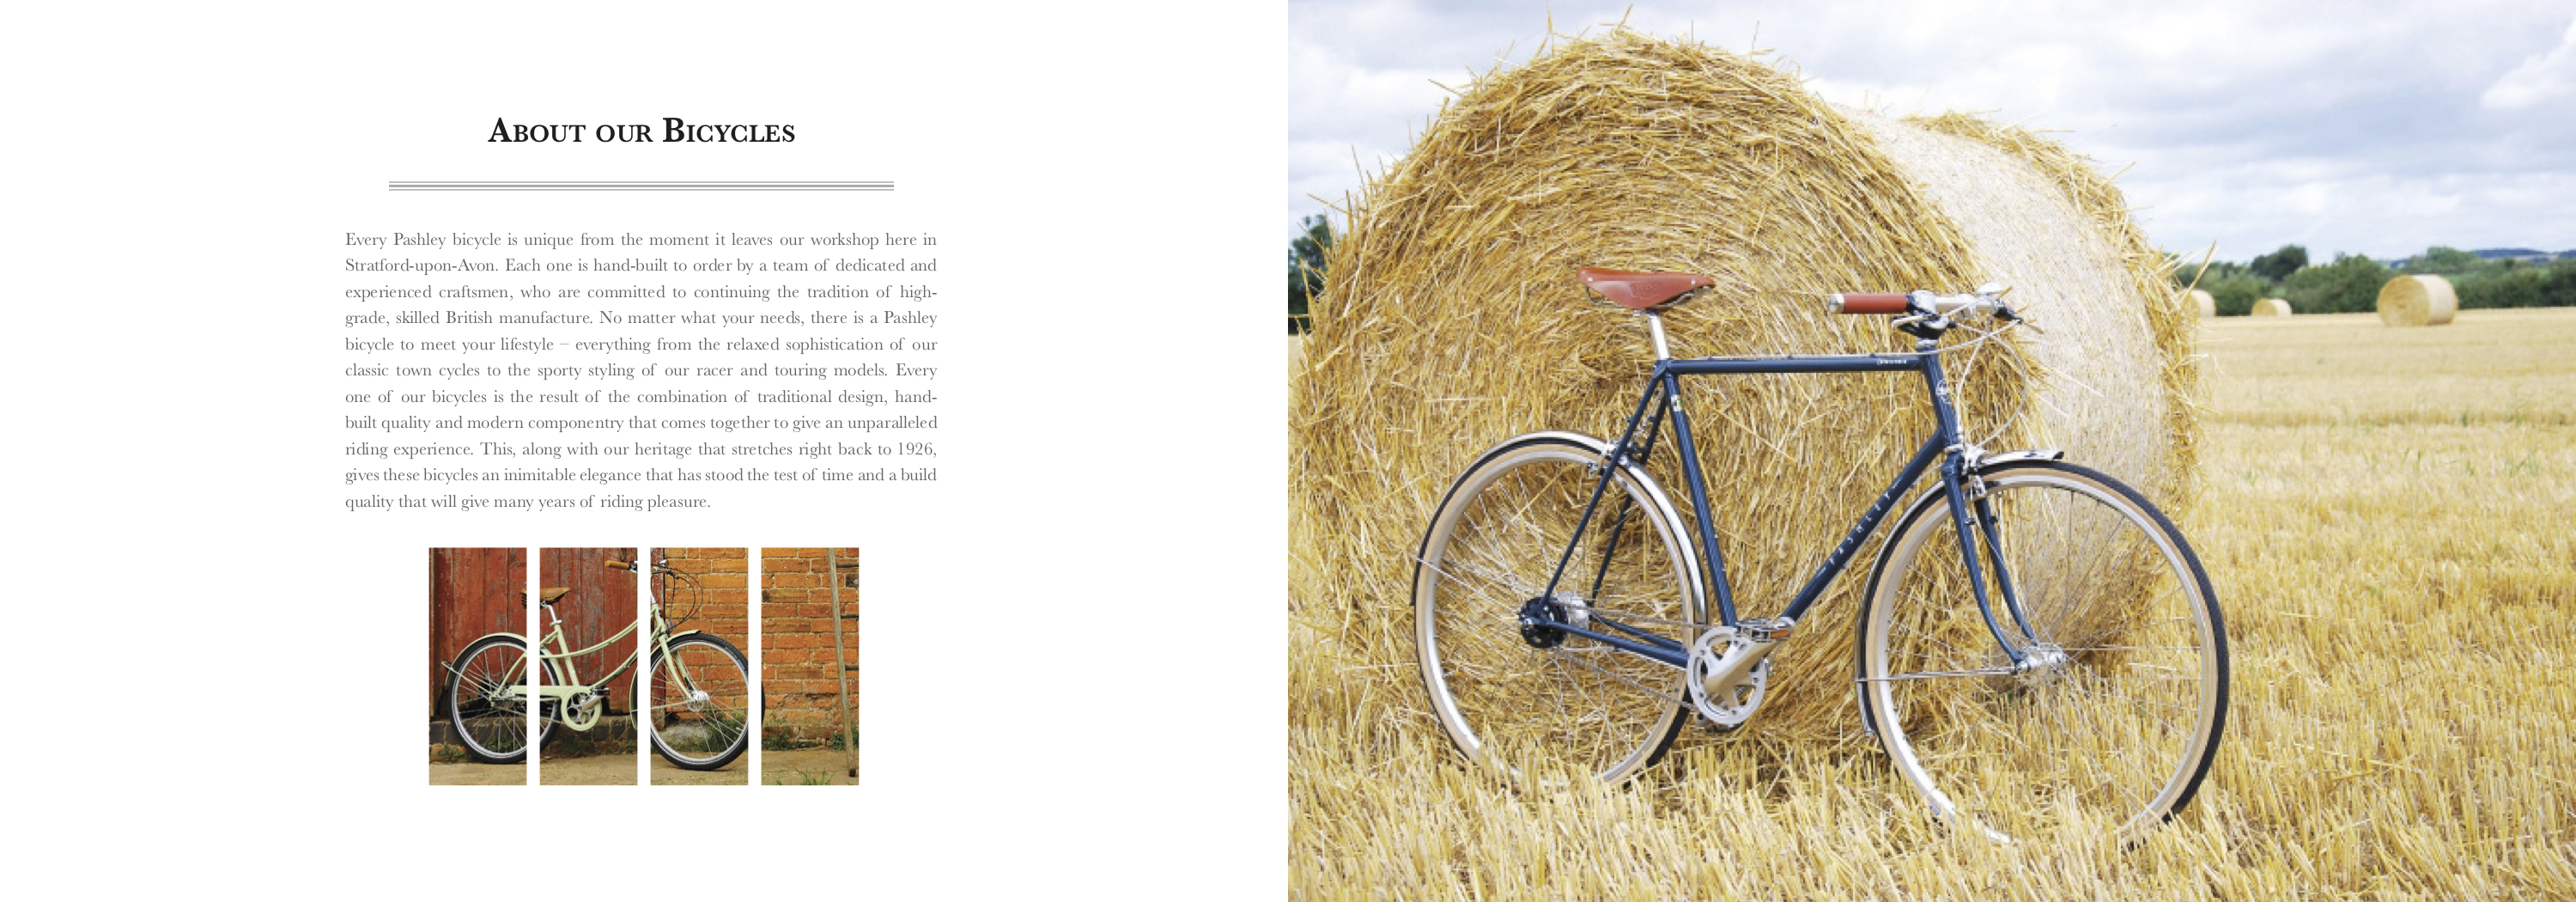 About our Bicycles
Every Pashley bicycle is unique from the moment it leaves our workshop here in
Stratford-upon-Avon. Each one is hand-built to order by a team of dedicated and
experienced craftsmen, who are committed to continuing the tradition of high-
grade, skilled British manufacture. No matter what your needs, there is a Pashley
bicycle to meet your lifestyle – everything from the relaxed sophistication of our
classic town cycles to the sporty styling of our racer and touring models. Every
one of our bicycles is the result of the combination of traditional design, hand-
built quality and modern componentry that comes together to give an unparalleled
riding experience. This, along with our heritage that stretches right back to 1926,
gives these bicycles an inimitable elegance that has stood the test of time and a build
quality that will give many years of riding pleasure.
PASHLEY